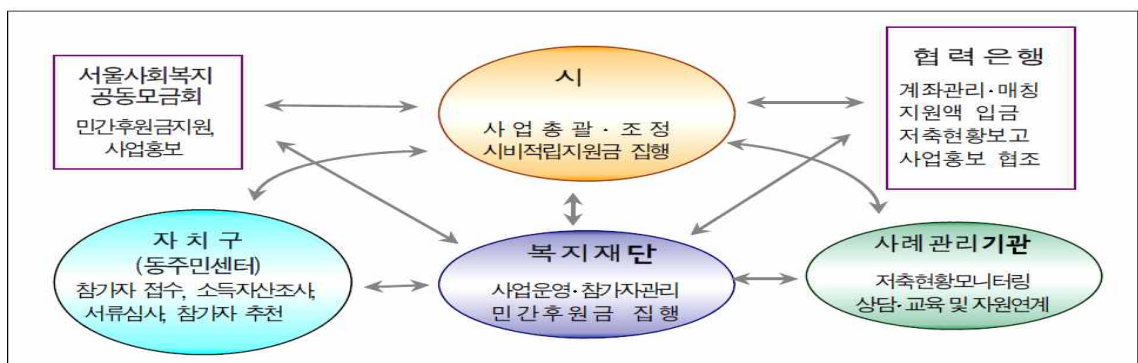 서울사회복지
공동모금회
민간후원금지원,
사업홍보
시
사업총괄·조정
시비적립지원금 집행
협력은행
계좌관리·매칭
지원액 입금
저축현황보고
사업홍보 협조
자치구
(동주민센터)
참가자 접수, 소득자산조사,
서류심사, 참가자 추천
복지재단
사업운영·참가자관리
민간후원금 집행
사례관리기관
저축현황모니터링
상담·교육 및 자원연계